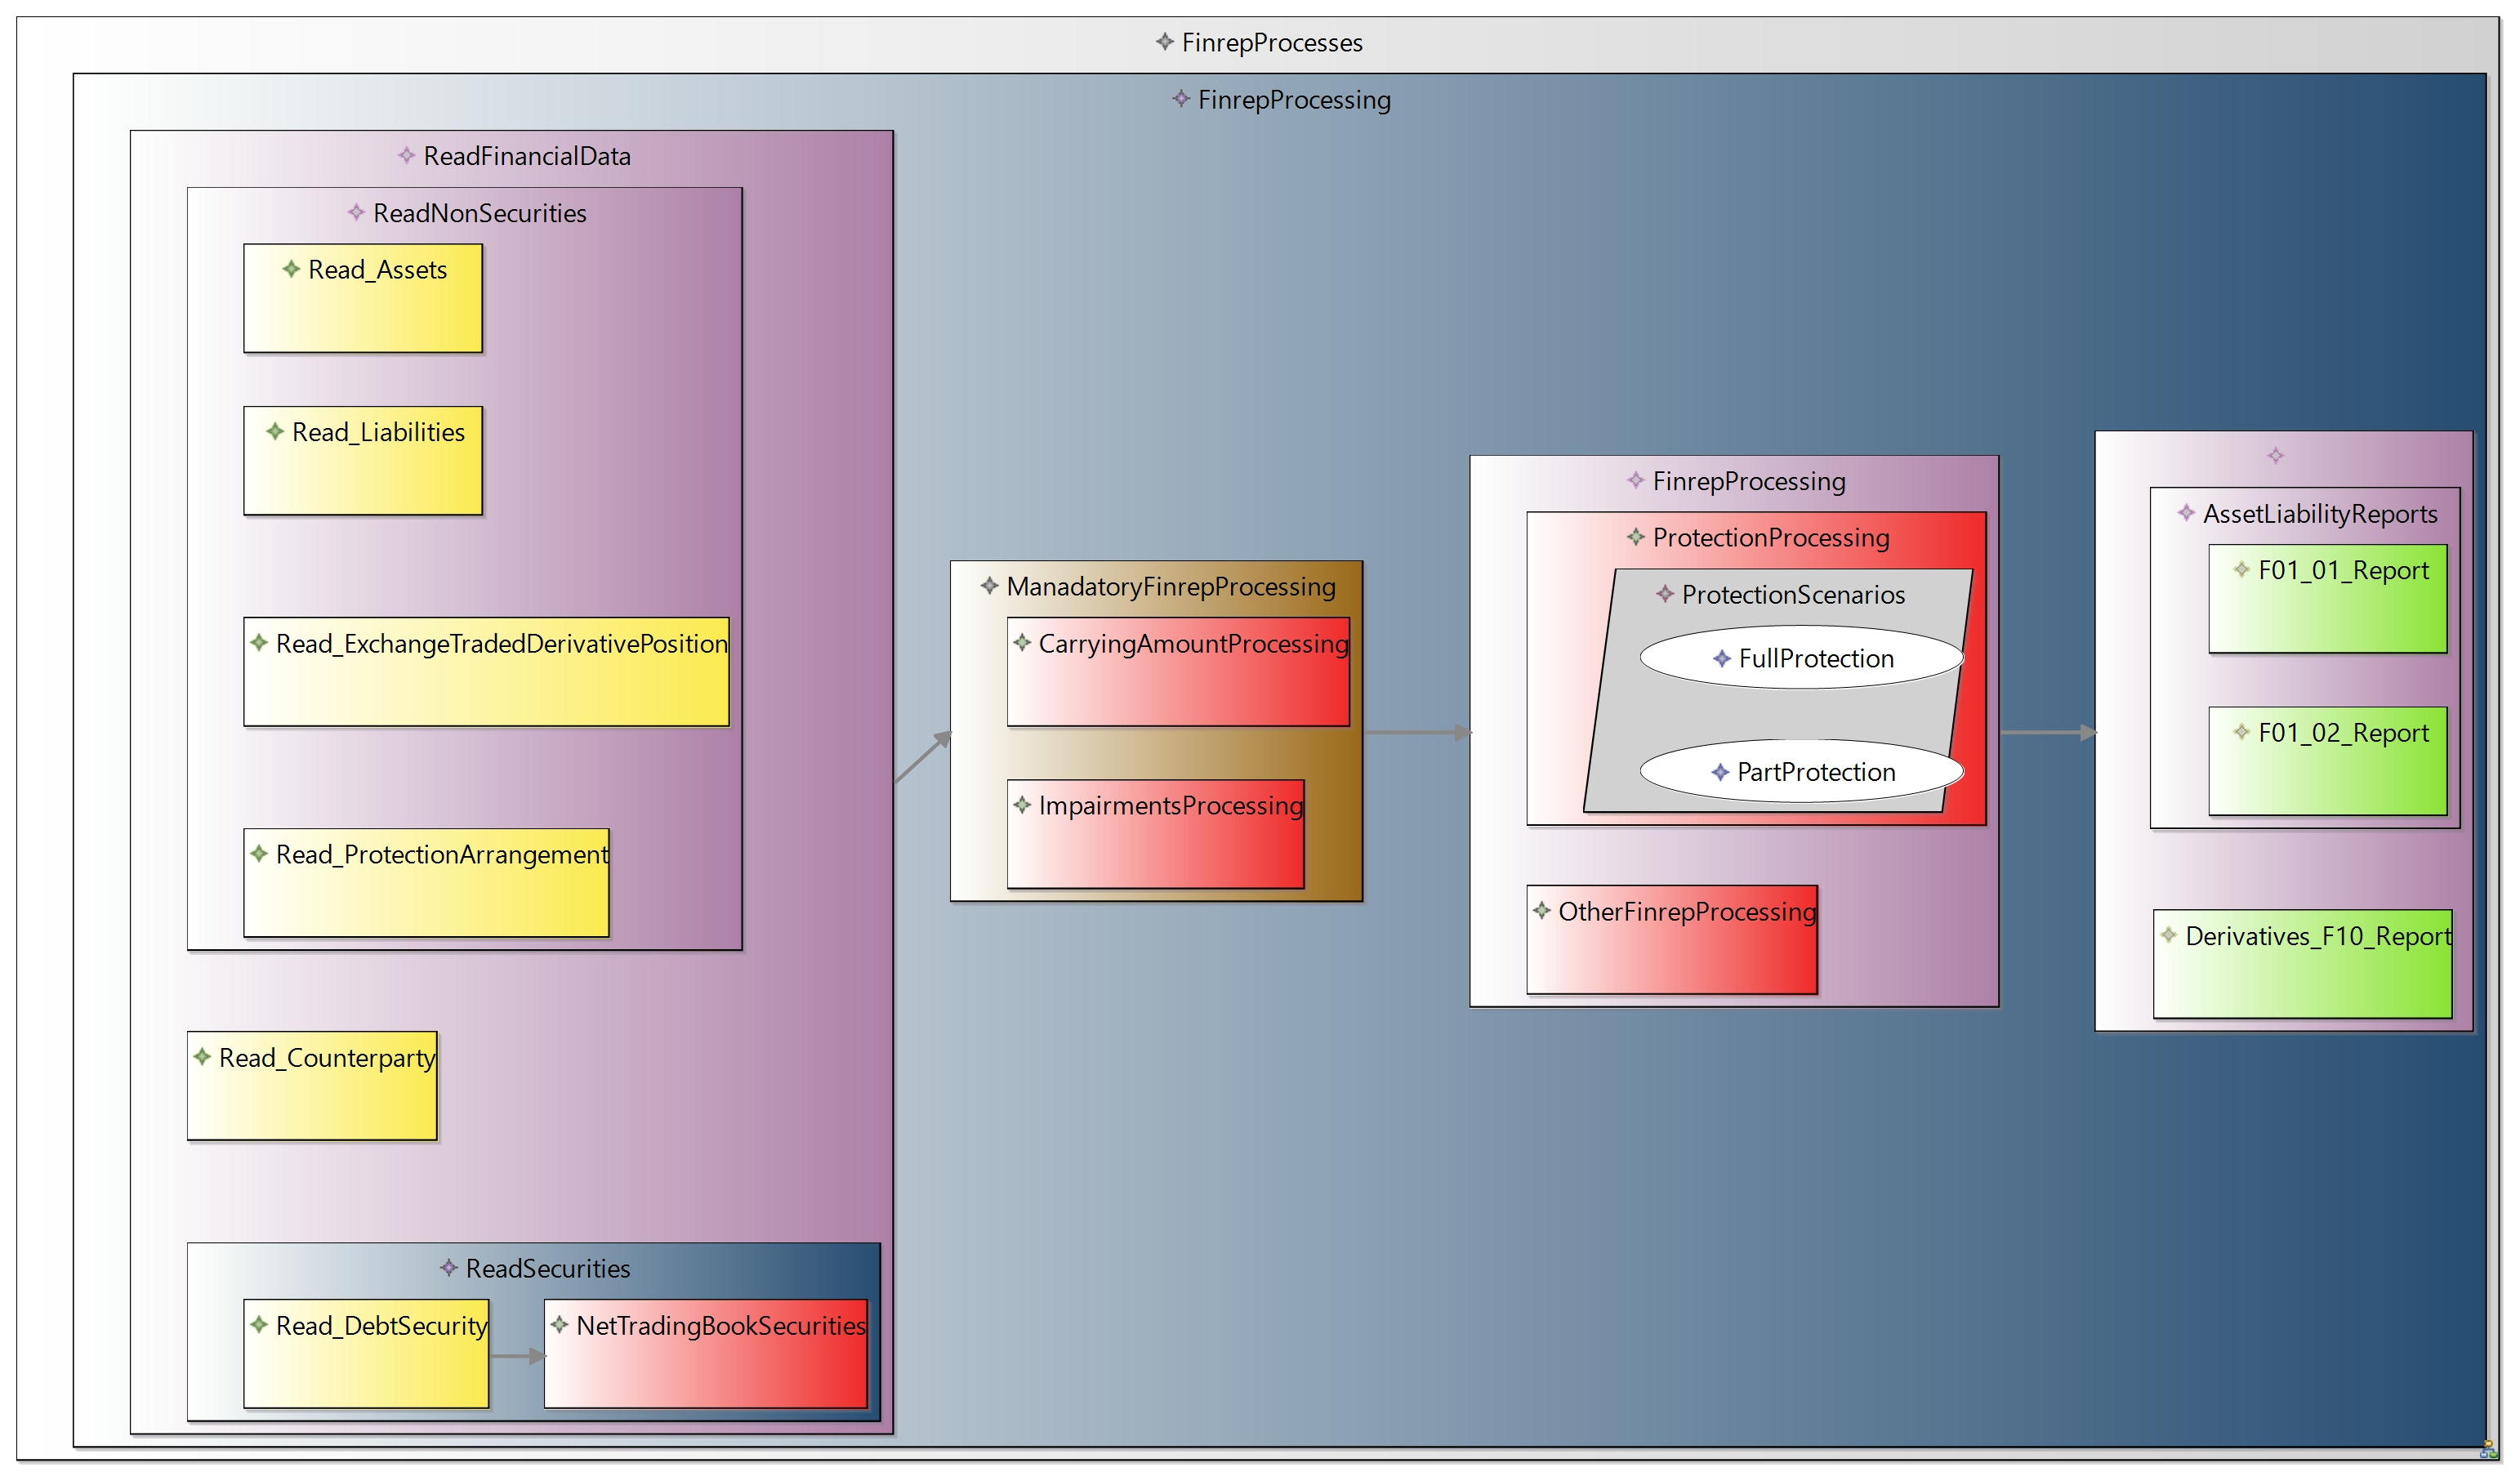 FinrepProcesses
FinrepProcessing
ReadFinancialData
ReadNonSecurities
Read_Assets
Read_Liabilities
Read_ExchangeTradedDerivativePosition
Read_ProtectionArrangement
Read_Counterparty
ReadSecurities
Read_DebtSecurity
NetTradingBookSecurities
ManadatoryFinrepProcessing
CarryingAmountProcessing
ImpairmentsProcessing
FinrepProcessing
ProtectionProcessing
ProtectionScenarios
FullProtection
PartProtection
OtherFinrepProcessing
AssetLiabilityReports
F01_01_Report
F01_02_Report
Derivatives_F10_Report